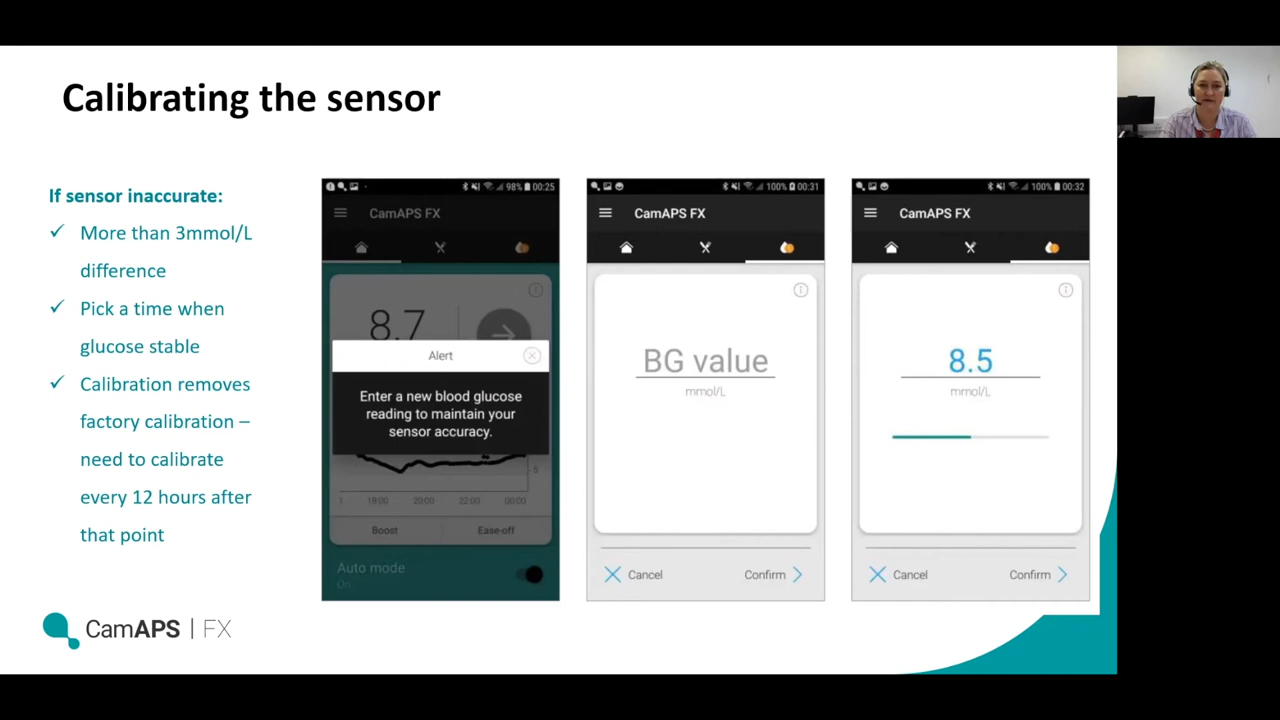 Calibrating the sensor
If sensor inaccurate:
✓ More than 3mmol/L
difference
✓ Pick a time when
glucose stable
✓ Calibration removes
factory calibration –
need to calibrate
every 12 hours after
that point
CamAPS | FX
98% 00:25
CamAPS FX
8.7
Alert
Enter a new blood glucose
reading to maintain your
sensor accuracy.
5
1 19:00 20:00 22:00 00:00
Boost Ease-off
Auto mode
On
100% 00:31
CamAPS FX
BG value
mmol/L
Cancel Confirm
100% 00:32
CamAPS FX
8.5
mmol/L
Cancel Confirm